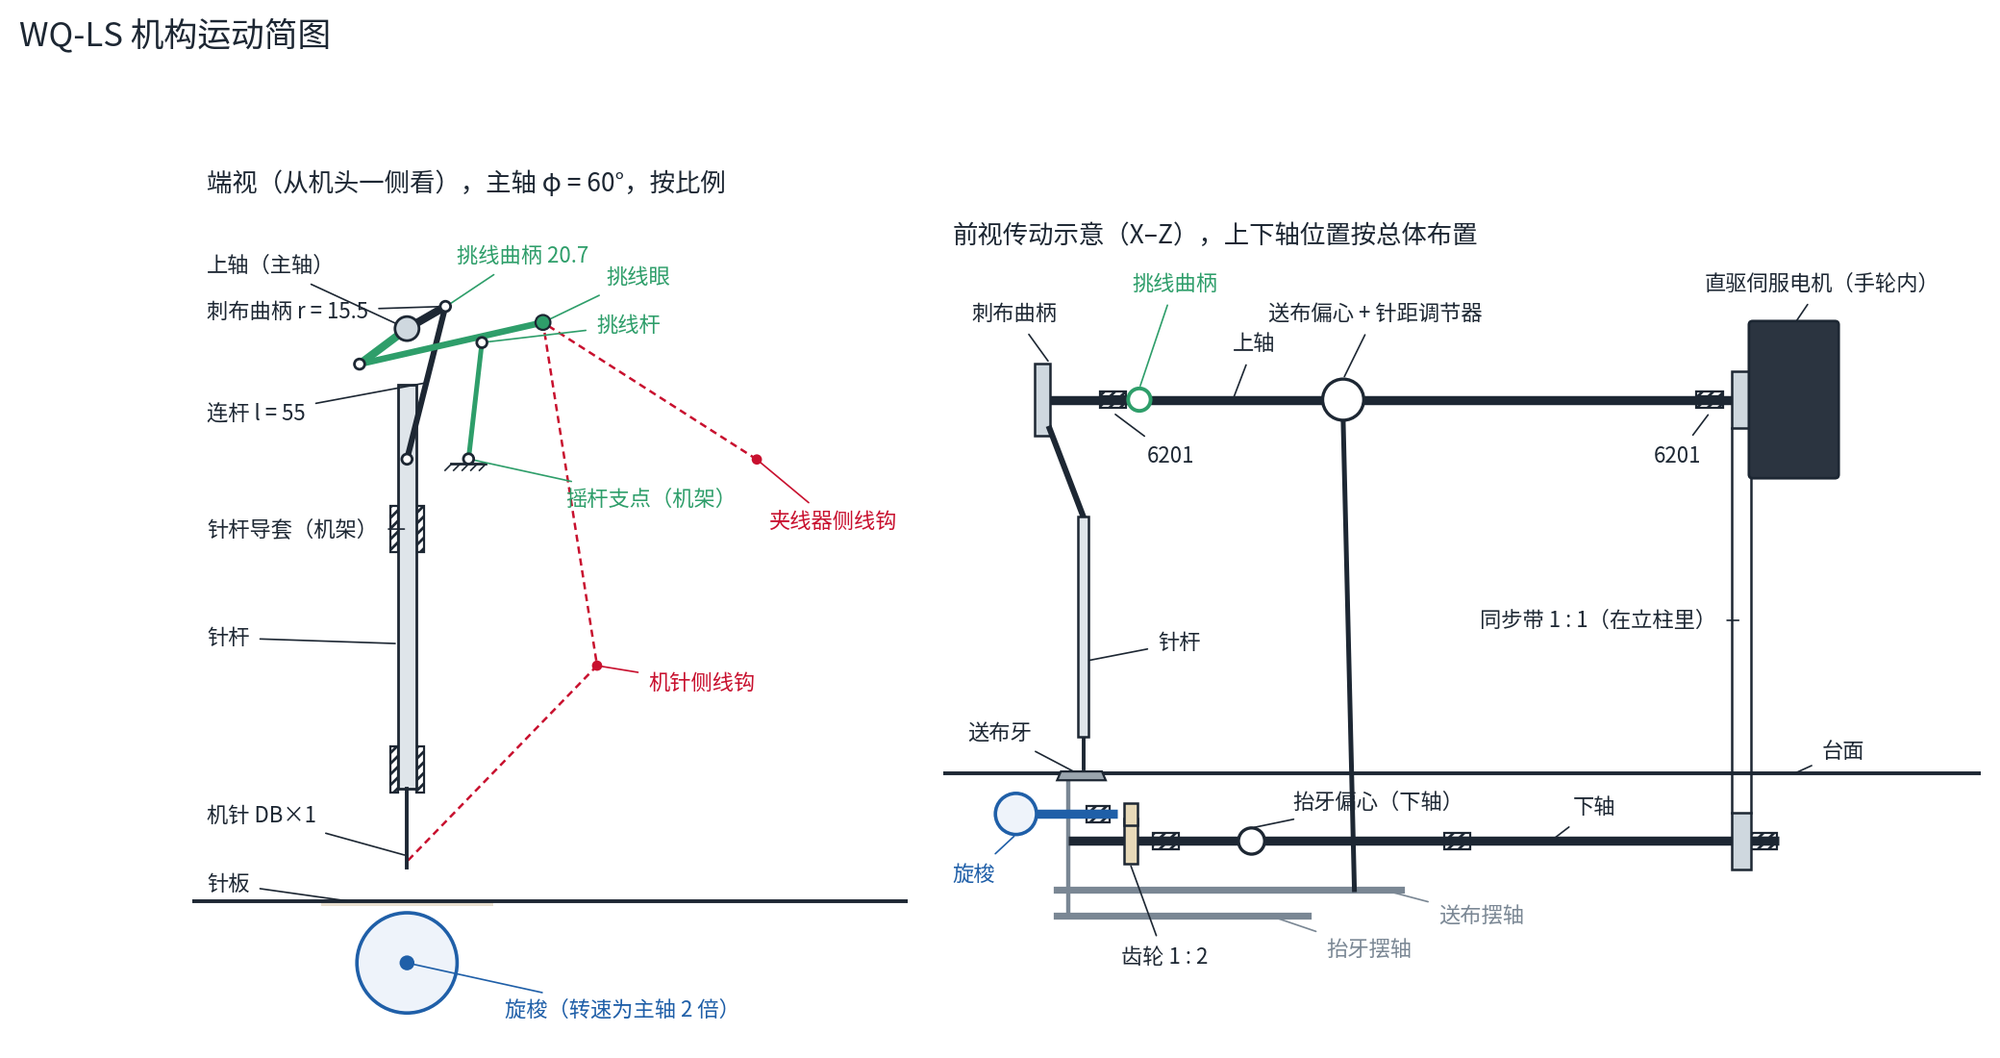 WQ-LS 机构运动简图
端视（从机头一侧看），主轴 φ = 60°，按比例
上轴（主轴）
挑线曲柄 20.7
挑线眼
刺布曲柄 r = 15.5
挑线杆
连杆 l = 55
摇杆支点（机架）
夹线器侧线钩
针杆导套（机架）
针杆
机针侧线钩
机针 DB×1
针板
旋梭（转速为主轴 2 倍）
前视传动示意（X–Z），上下轴位置按总体布置
挑线曲柄
直驱伺服电机（手轮内）
刺布曲柄
送布偏心 + 针距调节器
上轴
6201
6201
同步带 1 : 1（在立柱里）
针杆
送布牙
台面
抬牙偏心（下轴）
下轴
旋梭
送布摆轴
抬牙摆轴
齿轮 1 : 2